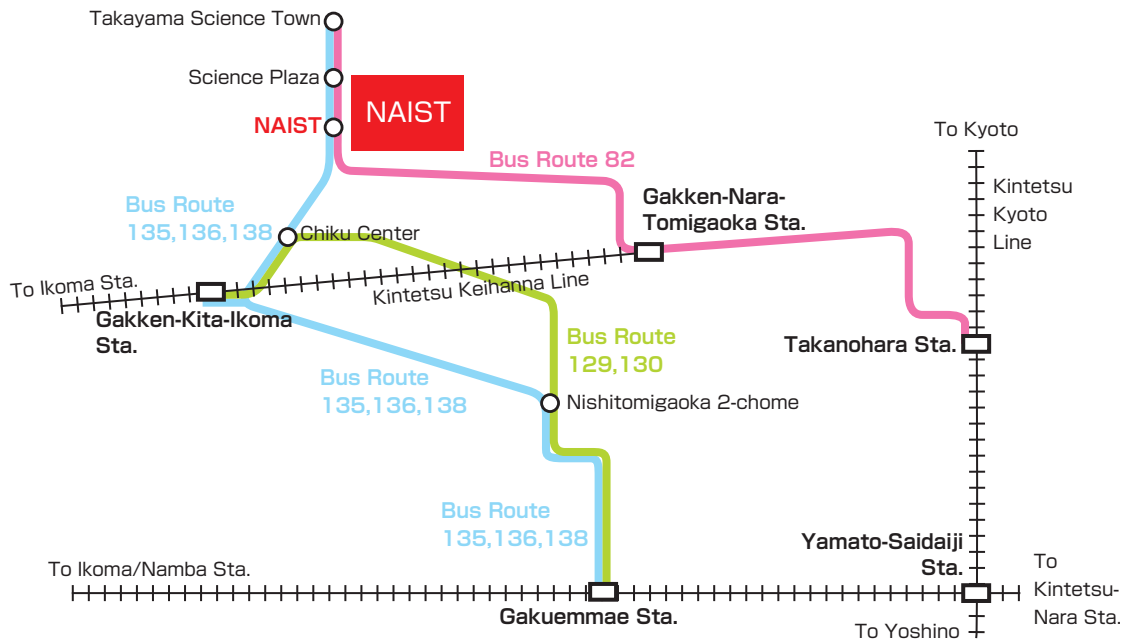 Takayama Science Town
Science Plaza
NAIST
NAIST
To Kyoto
Bus Route 82
Kintetsu
Kyoto
Line
Gakken-Nara-
Tomigaoka Sta.
Bus Route
135,136,138
Chiku Center
To Ikoma Sta.
Kintetsu Keihanna Line
Gakken-Kita-Ikoma
Sta.
Bus Route
129,130
Takanohara Sta.
Bus Route
135,136,138
Nishitomigaoka 2-chome
Bus Route
135,136,138
Yamato-Saidaiji
Sta.
To Ikoma/Namba Sta.
To
Kintetsu-
Nara Sta.
Gakuemmae Sta.
To Yoshino